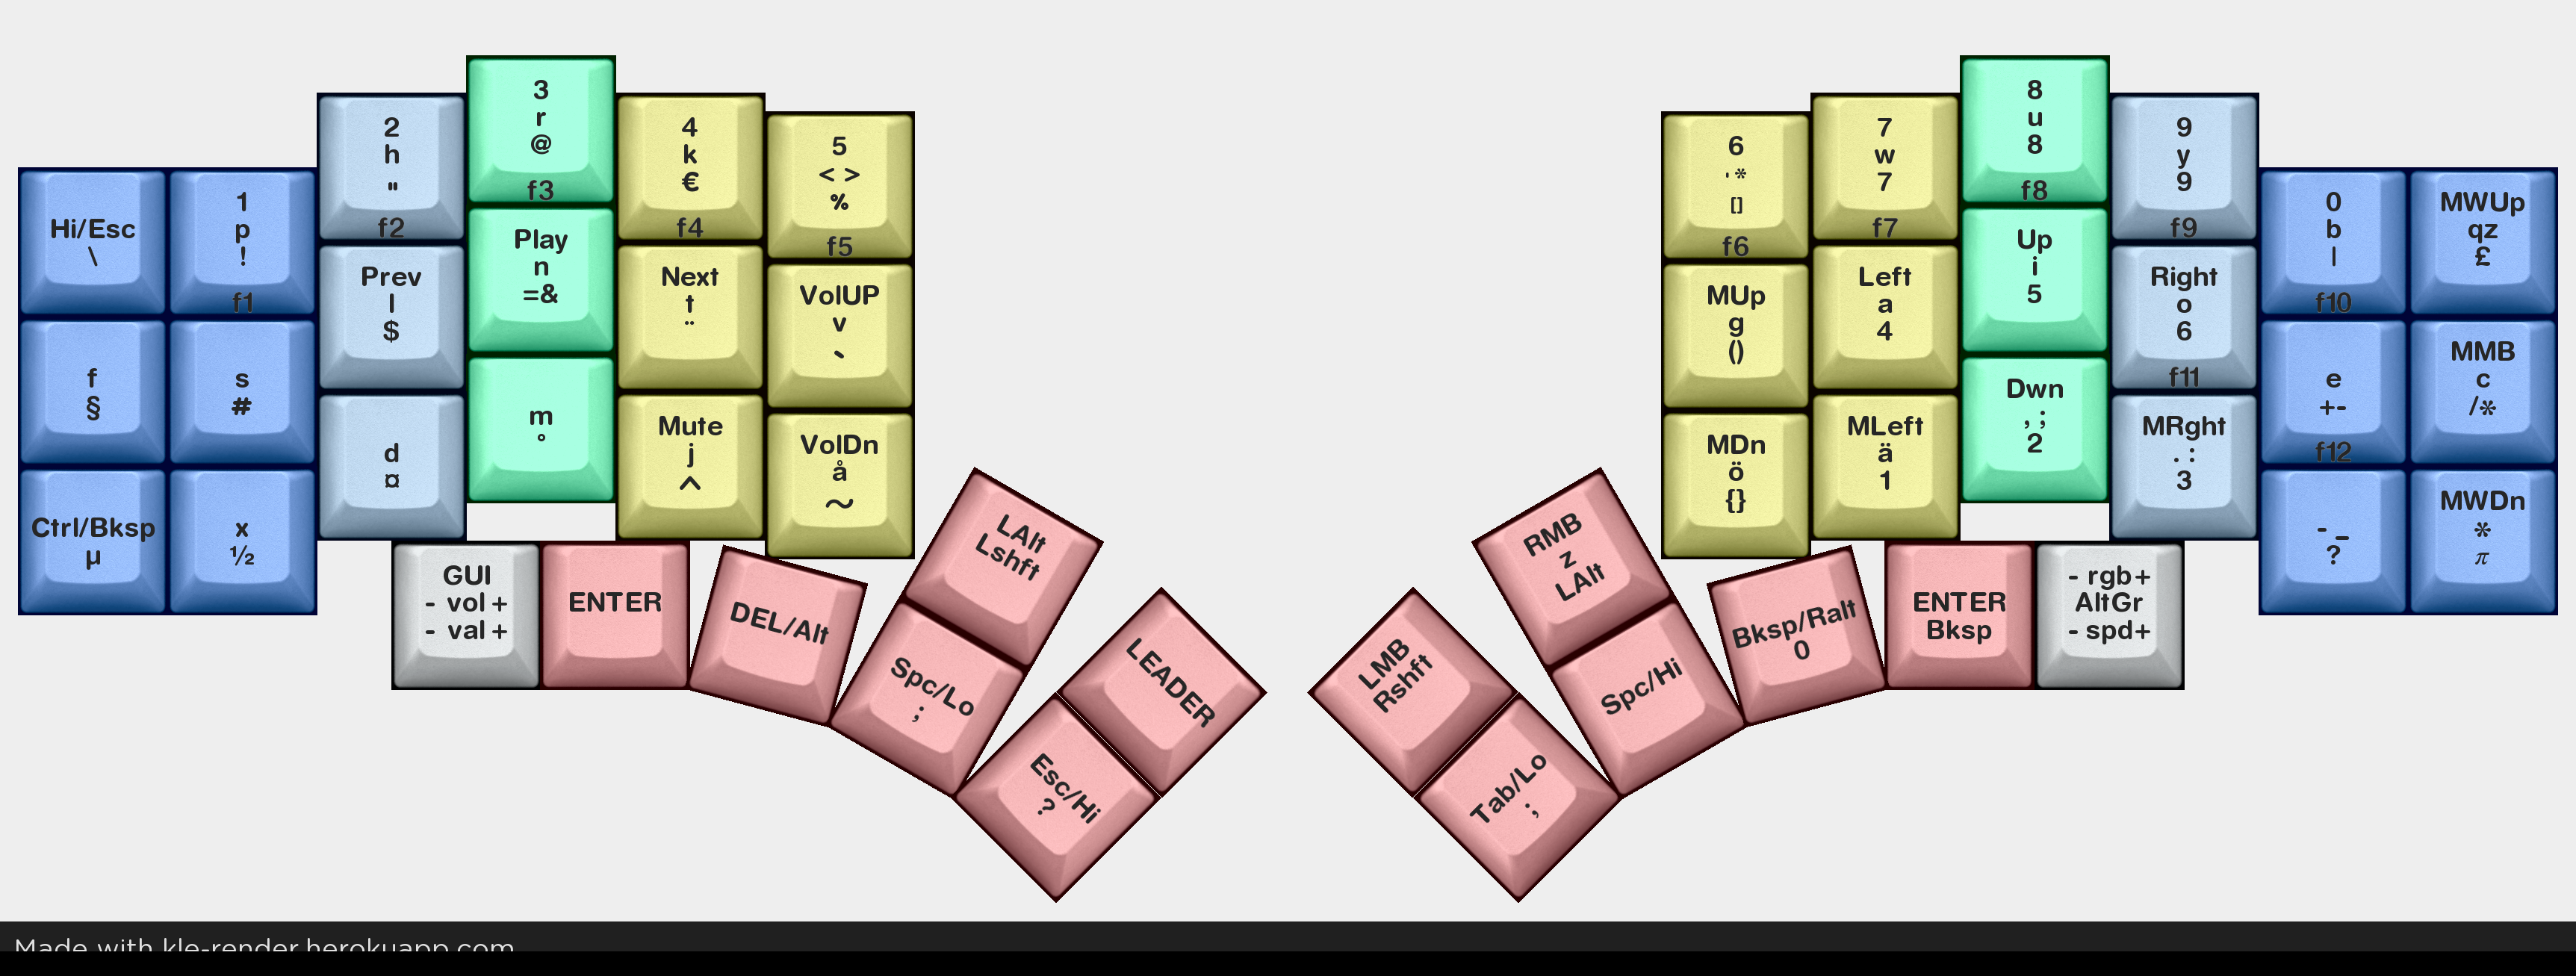 Hi/Esc
\
1
p
!
f1
2
h
"
f2
3
r
@
f3
4
k
€
f4
5
< >
%
f5
f
§
s
#
Prev
l
$
Play
n
=&
Next
t
¨
VolUP
v
`
Ctrl/Bksp
µ
x
½
d
¤
m
°
Mute
j
^
VolDn
å
~
GUI
- vol +
- val +
ENTER
DEL/Alt
Spc/Lo
;
LAlt
Lshft
Esc/Hi
?
LEADER
6
' *
[]
f6
7
w
7
f7
8
u
8
f8
9
y
9
f9
0
b
|
f10
MWUp
qz
£
MUp
g
()
Left
a
4
Up
i
5
Right
o
6
f11
e
+-
f12
MMB
c
/*
MDn
ö
{}
MLeft
ä
1
Dwn
, ;
2
MRght
. :
3
- _
?
MWDn
*
π
LMB
Rshft
Tab/Lo
;
RMB
z
LAlt
Spc/Hi
Bksp/Ralt
0
ENTER
Bksp
- rgb+
AltGr
- spd+
Made with kle-render.herokuapp.com